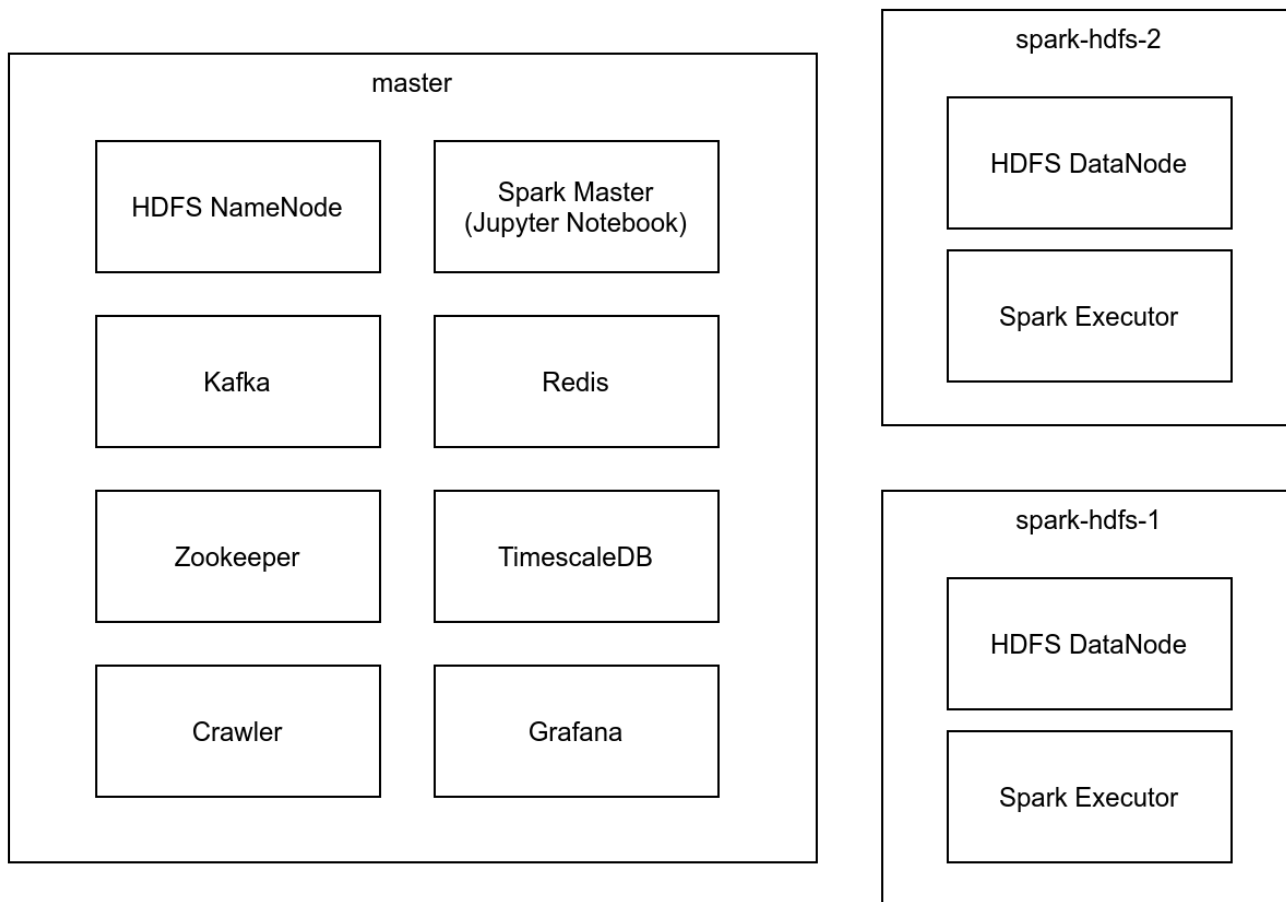 master
HDFS NameNode
Spark Master
(Jupyter Notebook)
Kafka
Redis
Zookeeper
TimescaleDB
Crawler
Grafana
spark-hdfs-2
HDFS DataNode
Spark Executor
spark-hdfs-1
HDFS DataNode
Spark Executor